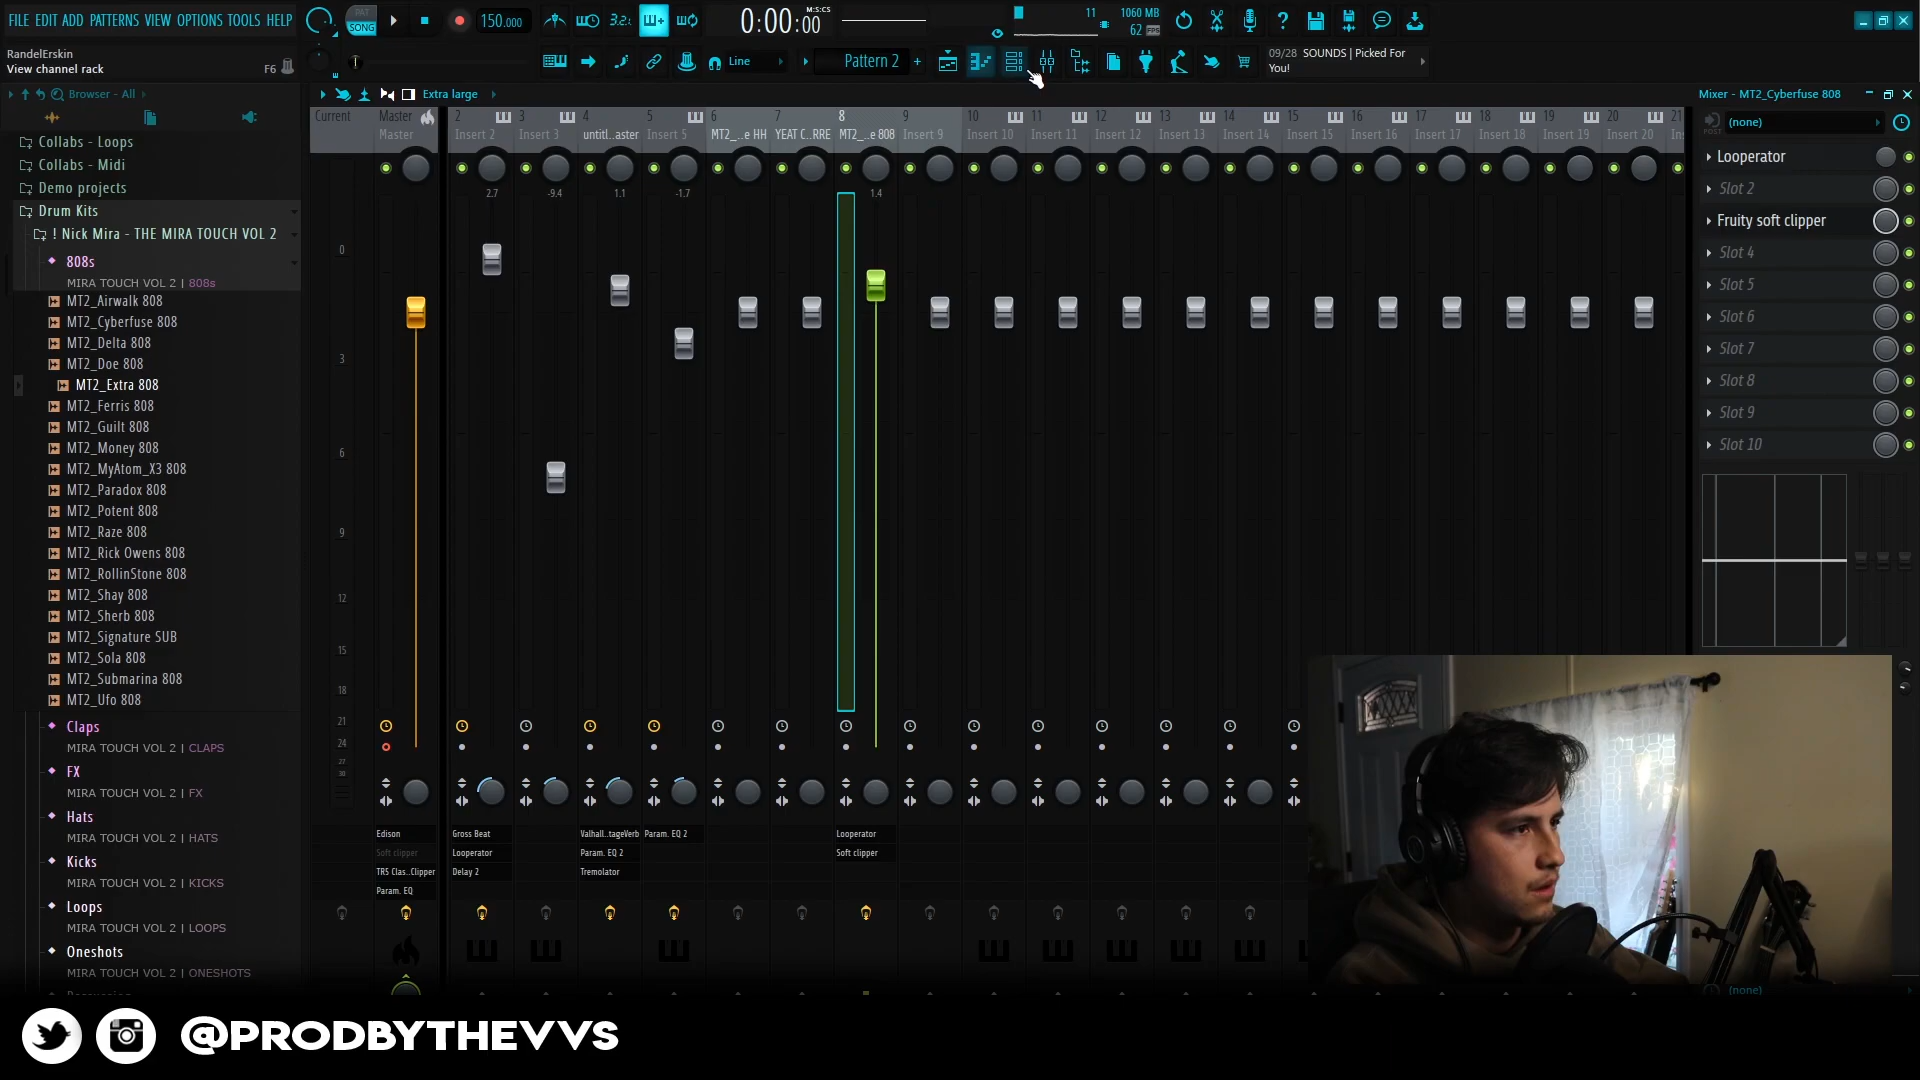 FILE EDIT ADD PATTERNS VIEW OPTIONS TOOLS HELP
PAT
SONG
150.000
3.2
0:00:00
M:S:CS
11
1060 MB
62 FPS
RandelErskin
View channel rack
F6
Line
Pattern 2
+
09/28 SOUNDS | Picked For
You!
Browser - All
Extra large
Mixer - MT2_Cyberfuse 808
Collabs - Loops
Collabs - Midi
Demo projects
Drum Kits
! Nick Mira - THE MIRA TOUCH VOL 2
808s
MIRA TOUCH VOL 2 | 808s
MT2_Airwalk 808
MT2_Cyberfuse 808
MT2_Delta 808
MT2_Doe 808
MT2_Extra 808
MT2_Ferris 808
MT2_Guilt 808
MT2_Money 808
MT2_MyAtom_X3 808
MT2_Paradox 808
MT2_Potent 808
MT2_Raze 808
MT2_Rick Owens 808
MT2_RollinStone 808
MT2_Shay 808
MT2_Sherb 808
MT2_Signature SUB
MT2_Sola 808
MT2_Submarina 808
MT2_Ufo 808
Claps
MIRA TOUCH VOL 2 | CLAPS
FX
MIRA TOUCH VOL 2 | FX
Hats
MIRA TOUCH VOL 2 | HATS
Kicks
MIRA TOUCH VOL 2 | KICKS
Loops
MIRA TOUCH VOL 2 | LOOPS
Oneshots
MIRA TOUCH VOL 2 | ONESHOTS
Current Master 2 3 4 5 6 7 8 9 10 11 12 13 14 15 16 17 18 19 20 21
Master Insert 2 Insert 3 untitl..aster Insert 5 MT2_...e HH YEAT C..RRE MT2_..e 808 Insert 9 Insert 10 Insert 11 Insert 12 Insert 13 Insert 14 Insert 15 Insert 16 Insert 17 Insert 18 Insert 19 Insert 20 In
2.7 -9.4 1.1 -1.7 1.4
0
3
6
9
12
15
18
21
24
27
30
Edison Gross Beat Valhall..tageVerb Param. EQ 2 Looperator
Soft clipper Looperator Param. EQ 2 Soft clipper
TRS Clas..Clipper Delay 2 Tremolator
Param. EQ
POST
(none)
Looperator
Slot 2
Fruity soft clipper
Slot 4
Slot 5
Slot 6
Slot 7
Slot 8
Slot 9
Slot 10
(none)
@PRODBYTHEVVS